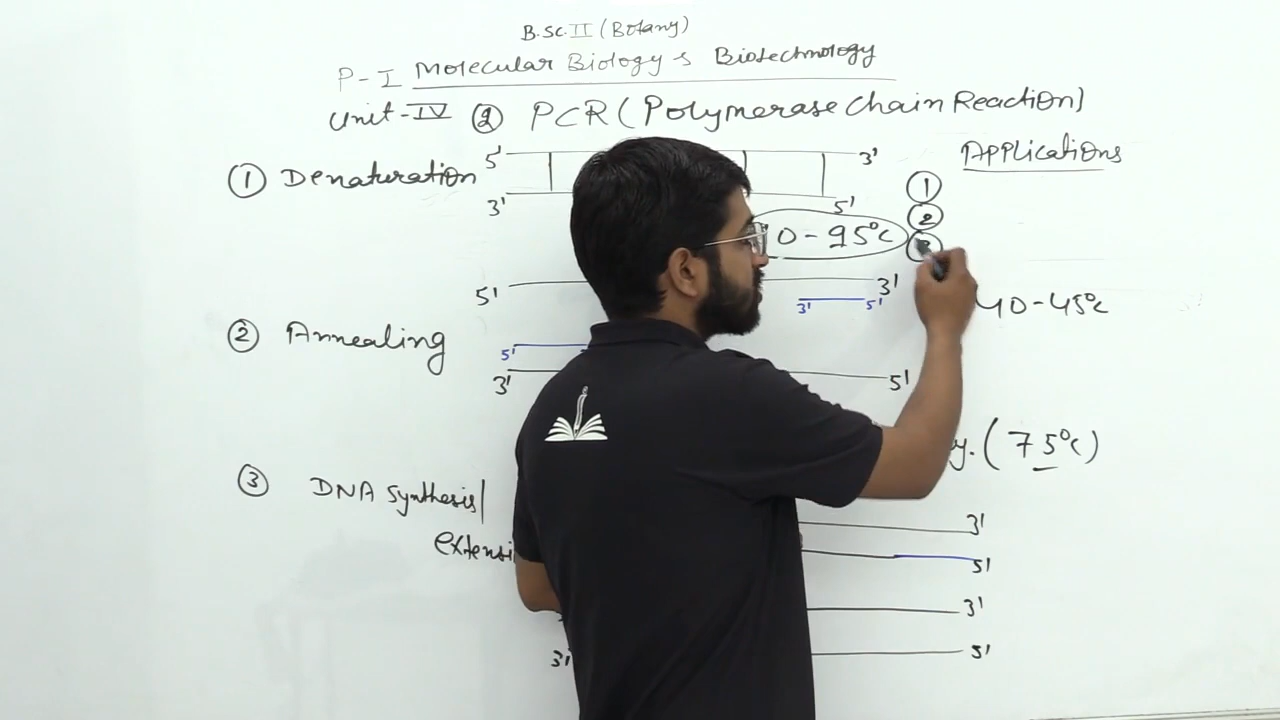 B.SC.II (Botany)
P-I Molecular Biology & Biotechnology
Unit-IV ② PCR (Polymerase Chain Reaction)
Applications
① Denaturation 5' 3'
3' 5'
①
②
0-95°C
5' 3'
3' 5'
40-45°C
② Annealing 5'
3' 5'
y. (75°C)
③ DNA Synthesis/
extensi
3'
5'
3'
3' 5'